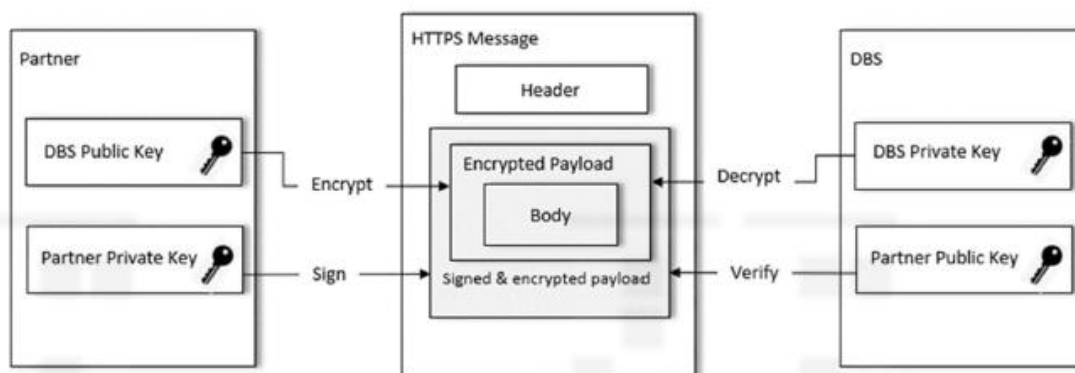 Partner
DBS Public Key
Partner Private Key
Encrypt
Sign
HTTPS Message
Header
Encrypted Payload
Body
Signed & encrypted payload
Decrypt
Verify
DBS
DBS Private Key
Partner Public Key